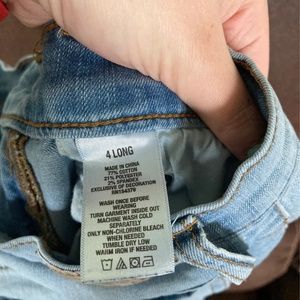 4 LONG
MADE IN CHINA
77% COTTON
21% POLYESTER
2% SPANDEX
EXCLUSIVE OF DECORATION
RN154376
WASH ONCE BEFORE
WEARING
TURN GARMENT INSIDE OUT
MACHINE WASH COLD
SEPARATELY
ONLY NON-CHLORINE BLEACH
WHEN NEEDED
TUMBLE DRY LOW
WARM IRON IF NEEDED